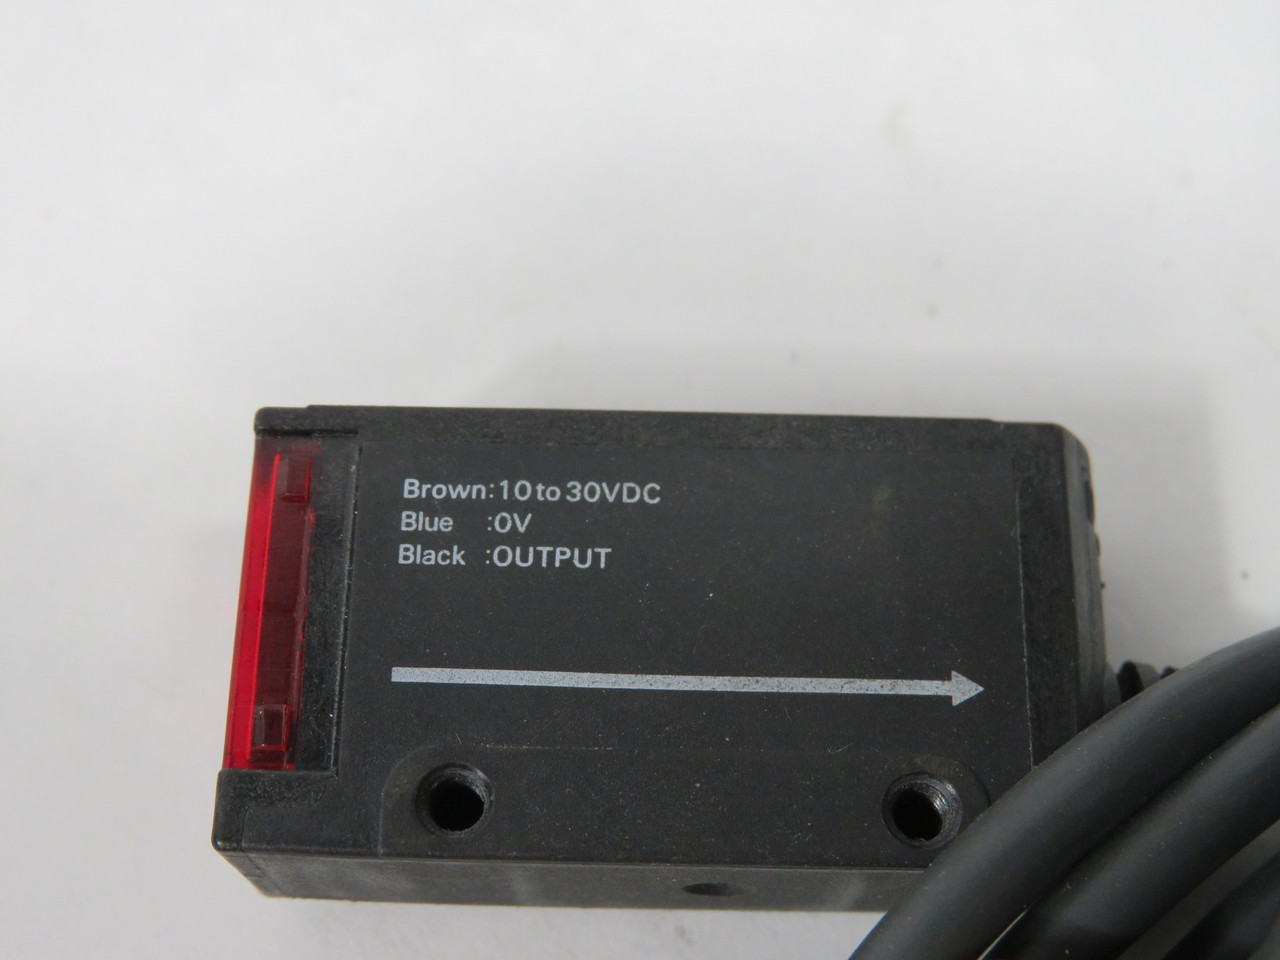 Brown:10 to 30VDC
Blue :0V
Black :OUTPUT